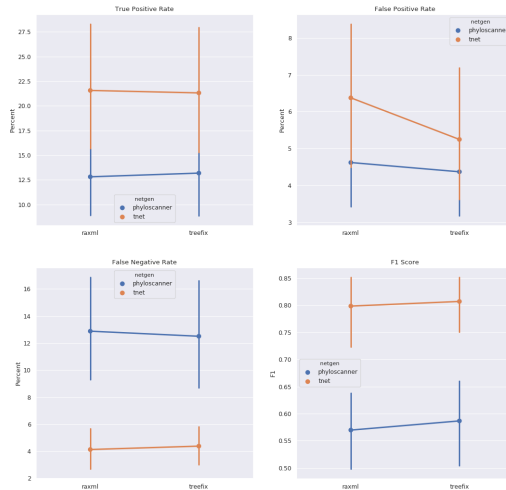 True Positive Rate
27.5
25.0
22.5
20.0
17.5
15.0
12.5
10.0
Percent
netgen
phyloscanner
tnet
raxml
treefix
False Positive Rate
8
7
6
5
4
3
Percent
netgen
phyloscanner
tnet
raxml
treefix
False Negative Rate
16
14
12
10
8
6
4
2
Percent
netgen
phyloscanner
tnet
raxml
treefix
F1 Score
0.85
0.80
0.75
0.70
0.65
0.60
0.55
0.50
F1
netgen
phyloscanner
tnet
raxml
treefix